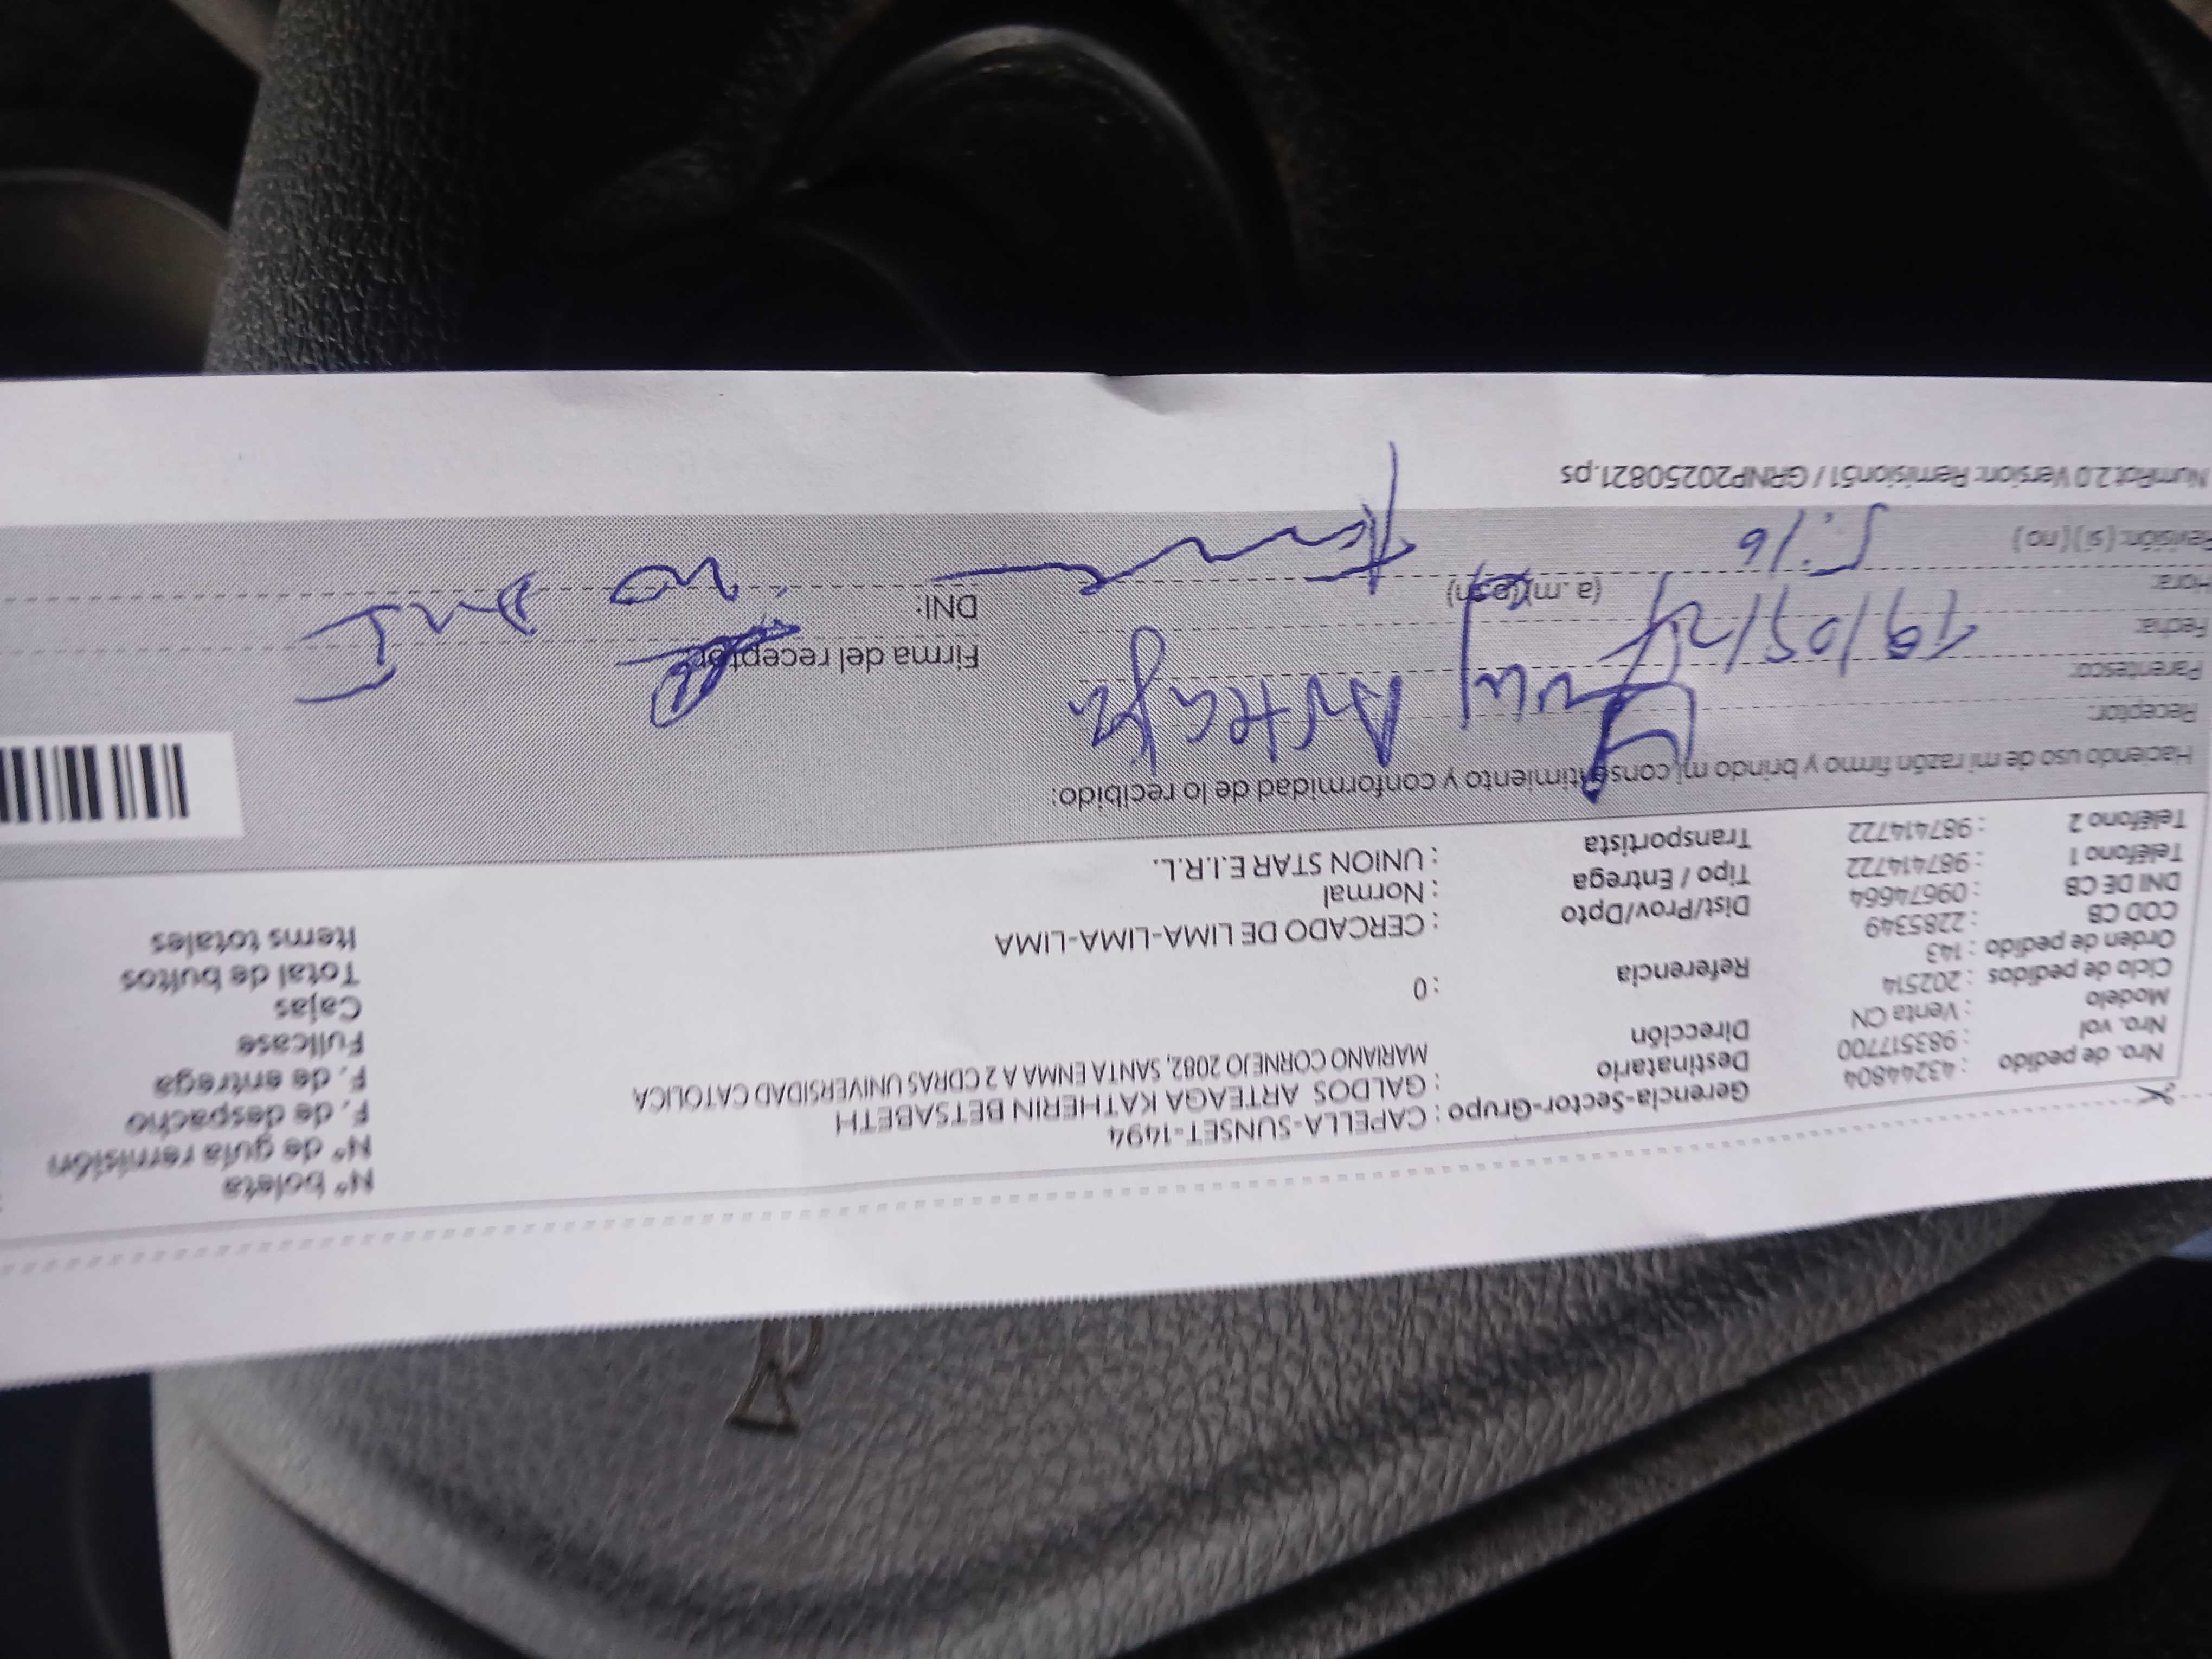 Nº boleta
Nº de guía remisión
F. de despacho
F. de entrega
Fullcase
Cajas
Total de bultos
Items totales
Nro. de pedido : 43244804
Nro. vol : 983517700
Modelo : Venta CN
Ciclo de pedidos : 202514
Orden de pedido : 143
COD CB : 2285349
DNI DE CB : 09674664
Teléfono 1 : 987414722
Teléfono 2 : 987414722
Gerencia-Sector-Grupo : CAPELLA-SUNSET-1494
Destinatario : GALDOS ARTEAGA KATHERIN BETSABETH
Dirección MARIANO CORNEJO 2082, SANTA ENMA A 2 CDRAS UNIVERSIDAD CATOLICA
Referencia : 0
Dist/Prov/Dpto : CERCADO DE LIMA-LIMA-LIMA
Tipo / Entrega : Normal
Transportista : UNION STAR E.I.R.L.
Haciendo uso de mi razón firmo y brindo mi consentimiento y conformidad de lo recibido:
Receptor:
Parentesco:
Fecha:
Hora: 5:16 (a.m)
Revisión: (si) (no)
Firma del receptor:
DNI: no DNI
NumRot 2.0 Version: Remision51 / GRNP20250821.ps